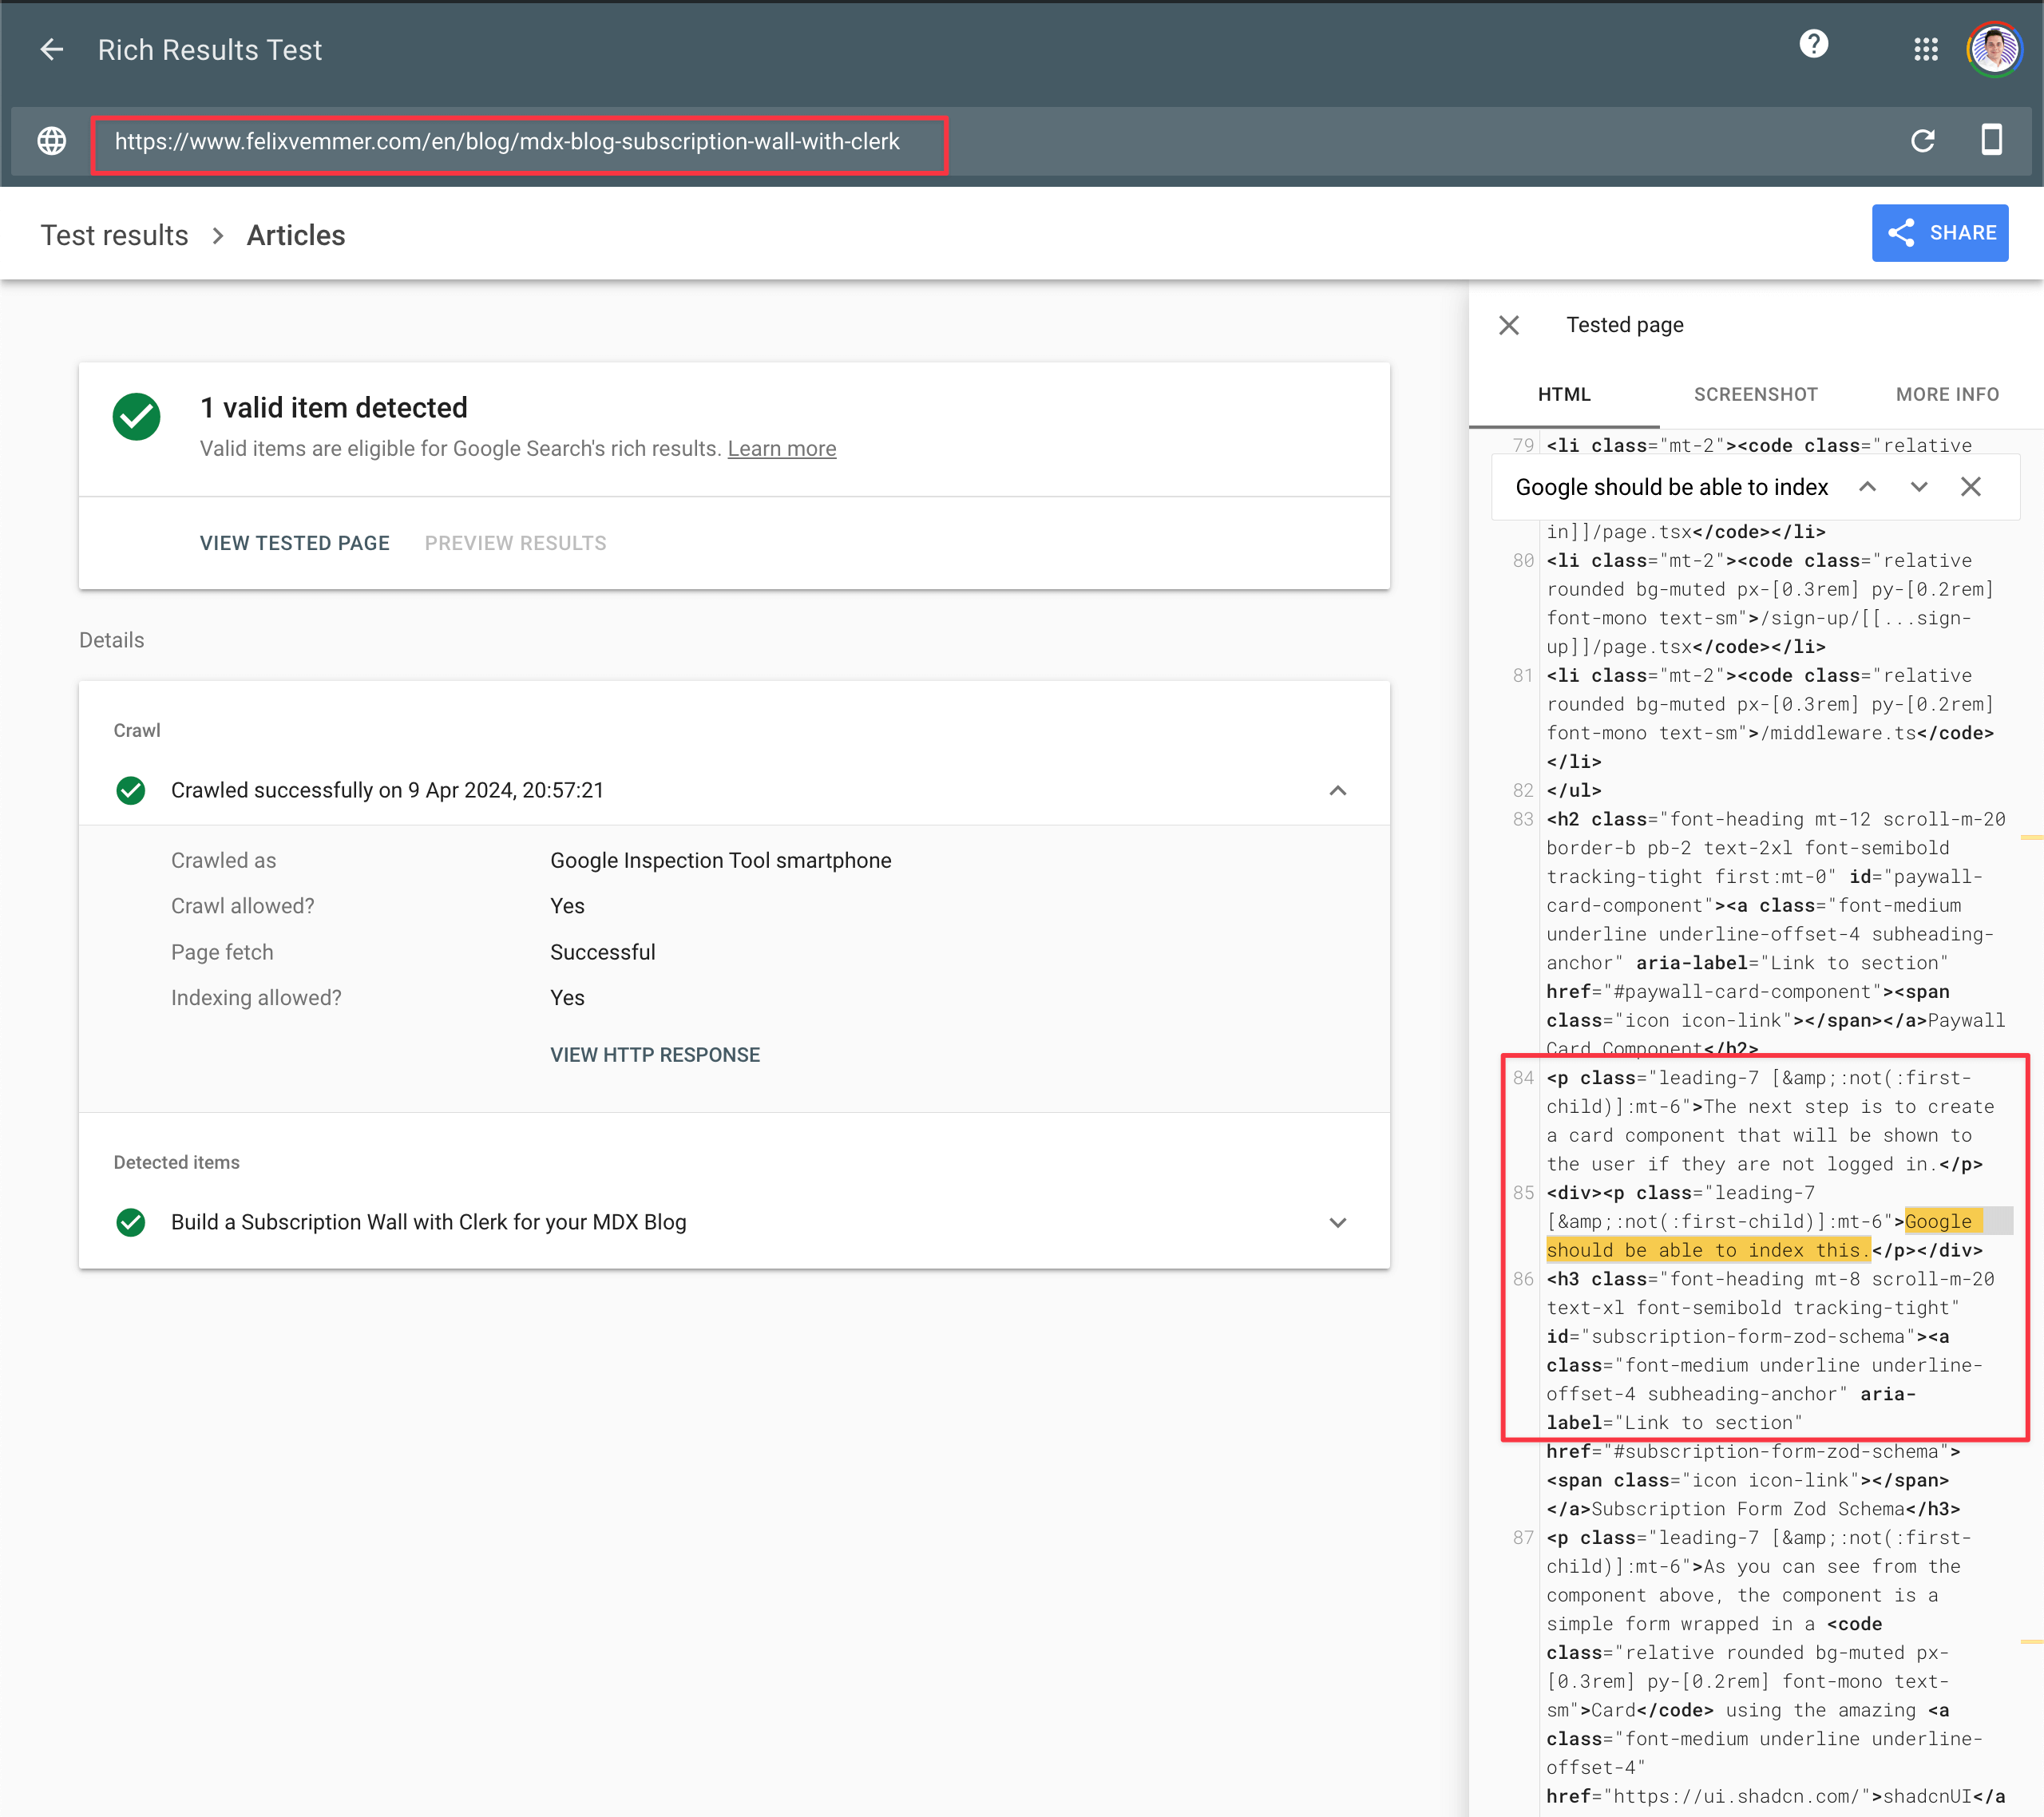 Rich Results Test
https://www.felixvemmer.com/en/blog/mdx-blog-subscription-wall-with-clerk
Test results > Articles
SHARE
1 valid item detected
Valid items are eligible for Google Search's rich results. Learn more
VIEW TESTED PAGE PREVIEW RESULTS
Details
Crawl
Crawled successfully on 9 Apr 2024, 20:57:21
Crawled as Google Inspection Tool smartphone
Crawl allowed? Yes
Page fetch Successful
Indexing allowed? Yes
VIEW HTTP RESPONSE
Detected items
Build a Subscription Wall with Clerk for your MDX Blog
Tested page
HTML SCREENSHOT MORE INFO
79 <li class="mt-2"><code class="relative
Google should be able to index
in]]/page.tsx</code></li>
80 <li class="mt-2"><code class="relative
rounded bg-muted px-[0.3rem] py-[0.2rem]
font-mono text-sm">/sign-up/[[...sign-
up]]/page.tsx</code></li>
81 <li class="mt-2"><code class="relative
rounded bg-muted px-[0.3rem] py-[0.2rem]
font-mono text-sm">/middleware.ts</code>
</li>
82 </ul>
83 <h2 class="font-heading mt-12 scroll-m-20
border-b pb-2 text-2xl font-semibold
tracking-tight first:mt-0" id="paywall-
card-component"><a class="font-medium
underline underline-offset-4 subheading-
anchor" aria-label="Link to section"
href="#paywall-card-component"><span
class="icon icon-link"></span></a>Paywall
Card Component</h2>
84 <p class="leading-7 [&amp;:not(:first-
child)]:mt-6">The next step is to create
a card component that will be shown to
the user if they are not logged in.</p>
85 <div><p class="leading-7
[&amp;:not(:first-child)]:mt-6">Google
should be able to index this.</p></div>
86 <h3 class="font-heading mt-8 scroll-m-20
text-xl font-semibold tracking-tight"
id="subscription-form-zod-schema"><a
class="font-medium underline underline-
offset-4 subheading-anchor" aria-
label="Link to section"
href="#subscription-form-zod-schema">
<span class="icon icon-link"></span>
</a>Subscription Form Zod Schema</h3>
87 <p class="leading-7 [&amp;:not(:first-
child)]:mt-6">As you can see from the
component above, the component is a
simple form wrapped in a <code
class="relative rounded bg-muted px-
[0.3rem] py-[0.2rem] font-mono text-
sm">Card</code> using the amazing <a
class="font-medium underline underline-
offset-4"
href="https://ui.shadcn.com/">shadcnUI</a